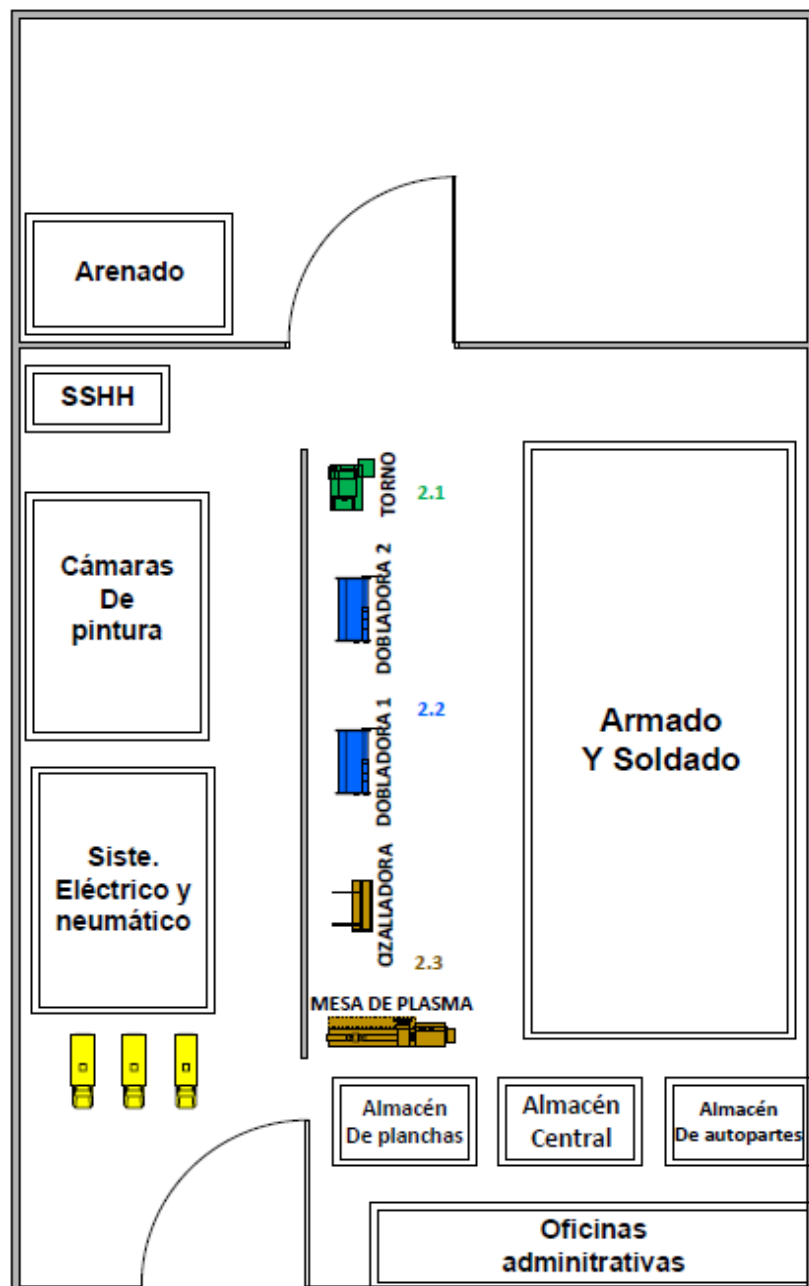 Arenado
SSHH
TORNO
2.1
Cámaras
De
pintura
DOBLADORA 2
2.2
DOBLADORA 1
Armado
Y Soldado
Siste.
Eléctrico y
neumático
CIZALLADORA
2.3
MESA DE PLASMA
Almacén
De planchas
Almacén
Central
Almacén
De autopartes
Oficinas
adminitrativas